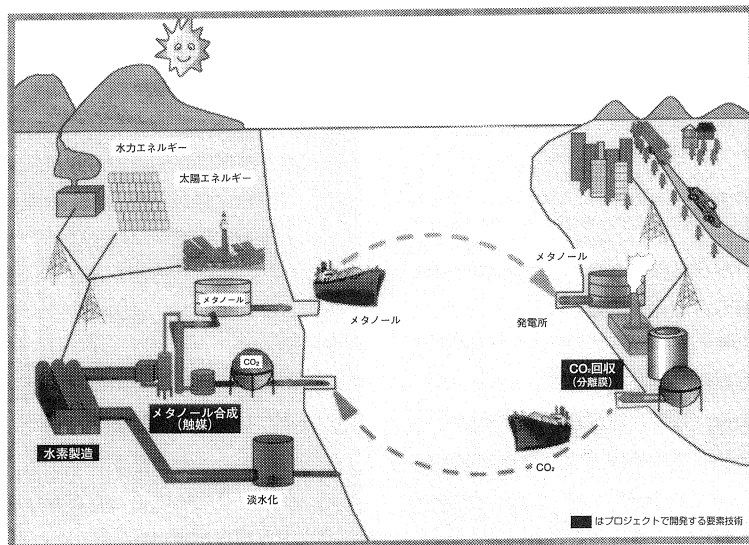 水力エネルギー
太陽エネルギー
メタノール
メタノール
メタノール
発電所
CO₂
CO₂回収
(分離膜)
メタノール合成
(触媒)
水素製造
CO₂
淡水化
はプロジェクトで開発する要素技術